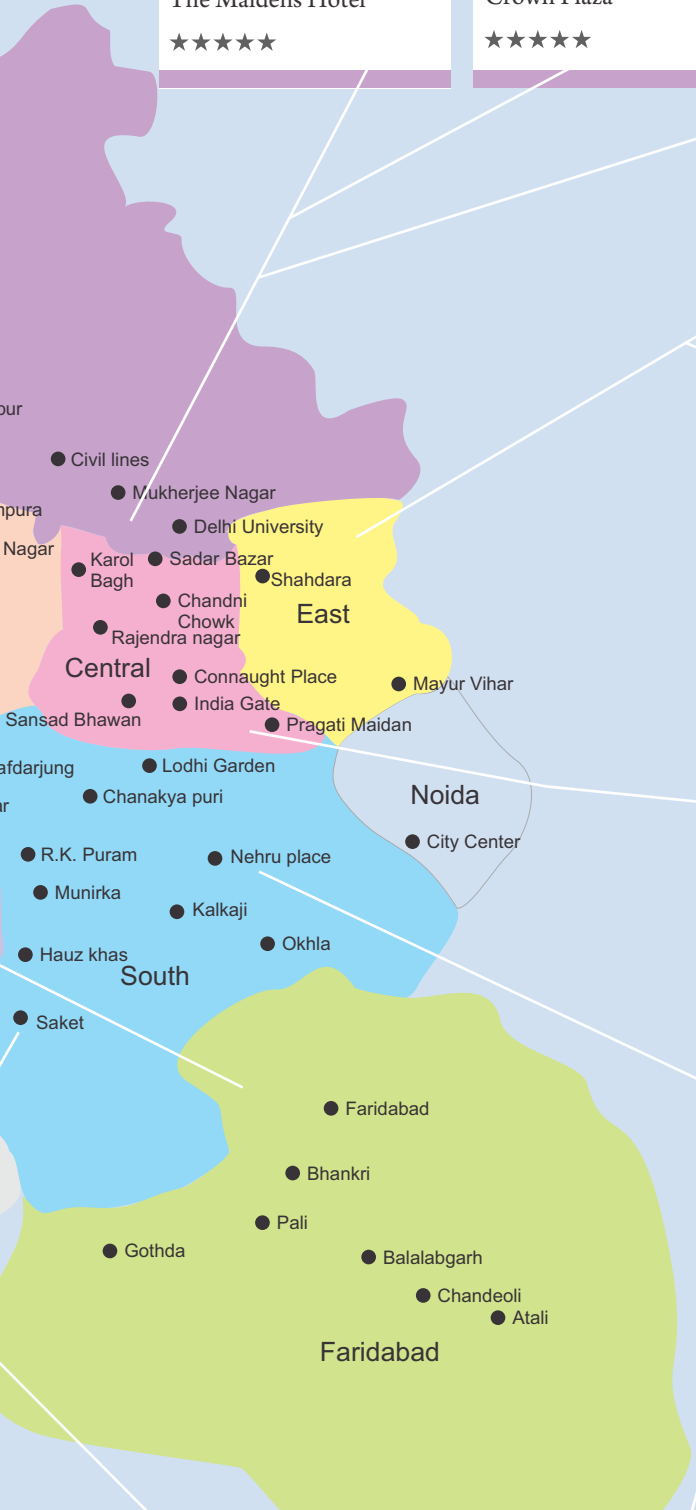 The Maidens Hotel
★★★★★
Crown Plaza
★★★★★
Civil lines
Mukherjee Nagar
Delhi University
Nagar
Karol
Bagh
Sadar Bazar
Shahdara
Chandni
Chowk
East
Rajendra nagar
Central
Connaught Place
Mayur Vihar
India Gate
Sansad Bhawan
Pragati Maidan
Lodhi Garden
Chanakya puri
Noida
City Center
R.K. Puram
Nehru place
Munirka
Kalkaji
Okhla
Hauz khas
South
Saket
Faridabad
Bhankri
Pali
Gothda
Balalabgarh
Chandeoli
Atali
Faridabad